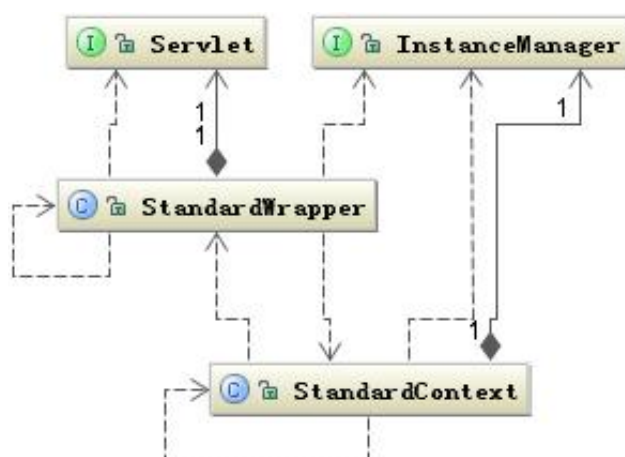 I Servlet
I InstanceManager
1
1
1
C StandardWrapper
1
C StandardContext